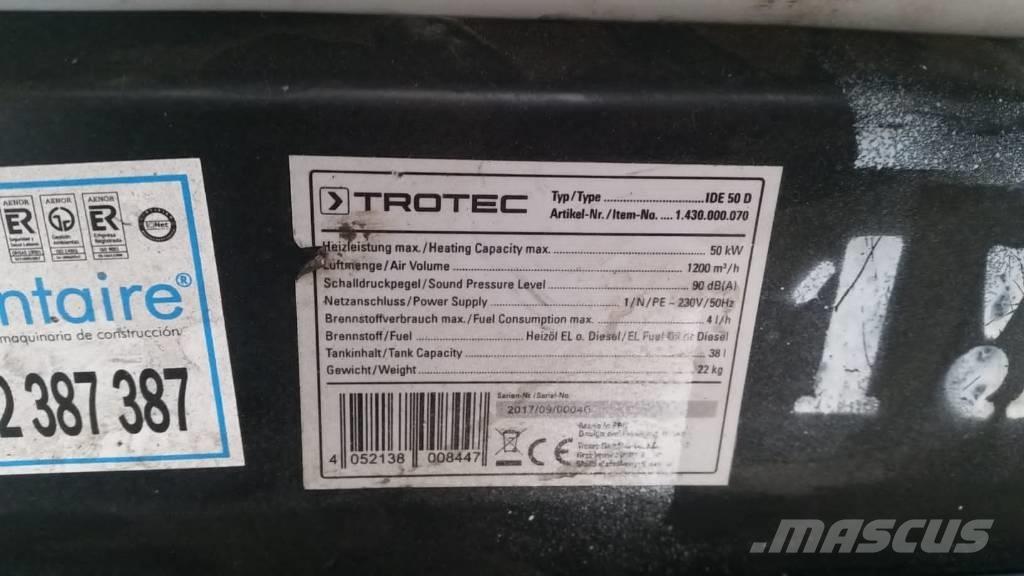 AENOR AENOR AENOR
ER ER
IQNet
ntaire®
maquinaria de construcción
2 387 387
TROTEC
Typ/Type ........................ IDE 50 D
Artikel-Nr./Item-No. .... 1.430.000.070
Heizleistung max./Heating Capacity max. 50 kW
Luftmenge/Air Volume 1200 m³/h
Schalldruckpegel/Sound Pressure Level 90 dB(A)
Netzanschluss/Power Supply 1/N/PE ~ 230V/50Hz
Brennstoffverbrauch max./Fuel Consumption max. 4 l/h
Brennstoff/Fuel Heizöl EL o. Diesel/EL Fuel Oil or Diesel
Tankinhalt/Tank Capacity 38 l
Gewicht/Weight 22 kg
Serien-Nr./Serial-No.
2017/09/00040
4 052138 008447
CE
1
.MASCUS